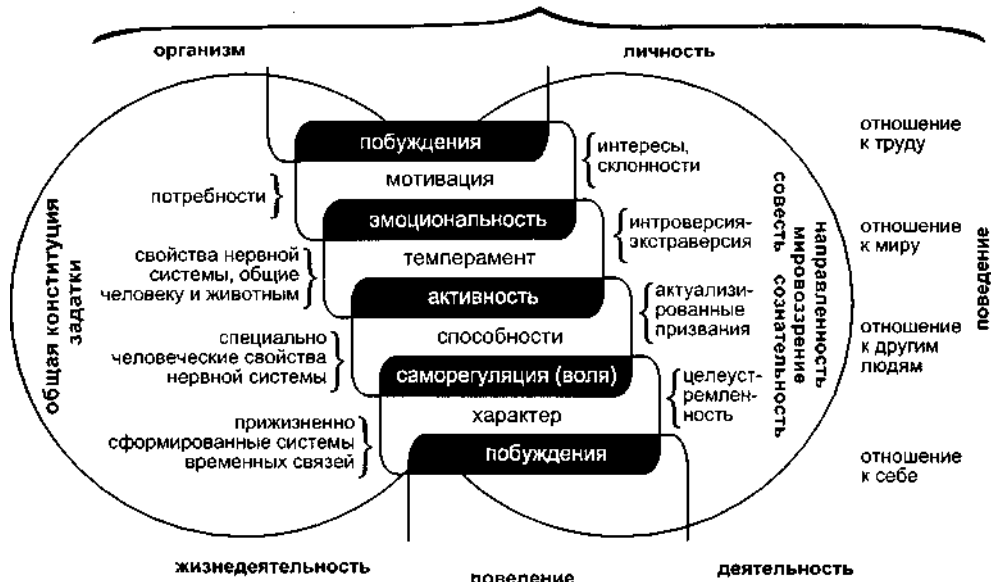 организм
личность
побуждения
мотивация
эмоциональность
темперамент
активность
способности
саморегуляция (воля)
характер
побуждения
общая конституция
задатки
потребности
свойства нервной
системы, общие
человеку и животным
специально
человеческие свойства
нервной системы
прижизненно
сформированные системы
временных связей
интересы,
склонности
интроверсия-
экстраверсия
актуализи-
рованные
призвания
целеуст-
ремлен-
ность
направленность
мировоззрение
совесть сознательность
отношение
к труду
отношение
к миру
отношение
к другим
людям
отношение
к себе
поведение
жизнедеятельность
поведение
деятельность